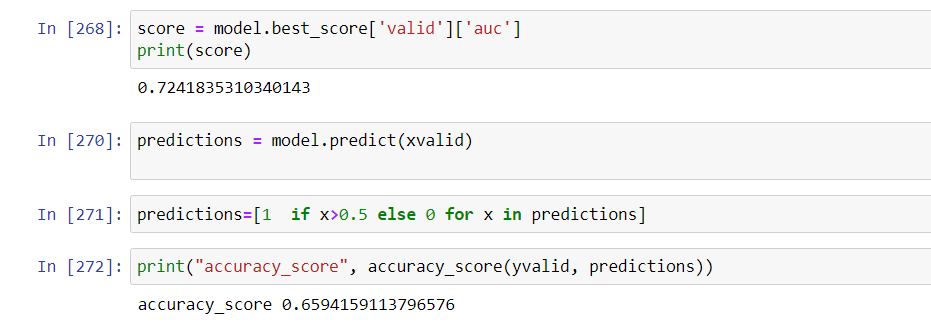 In [268]: score = model.best_score['valid']['auc']
print(score)
0.7241835310340143
In [270]: predictions = model.predict(xvalid)
In [271]: predictions=[1  if x>0.5 else 0 for x in predictions]
In [272]: print("accuracy_score", accuracy_score(yvalid, predictions))
accuracy_score 0.6594159113796576